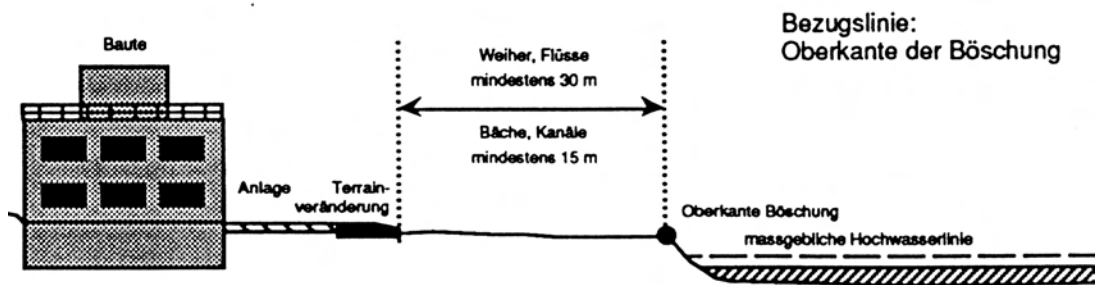 Bezugslinie:
Oberkante der Böschung
Baute
Weiher, Flüsse
mindestens 30 m
Bäche, Kanäle
mindestens 15 m
Anlage
Terrain-
veränderung
Oberkante Böschung
massgebliche Hochwasserlinie